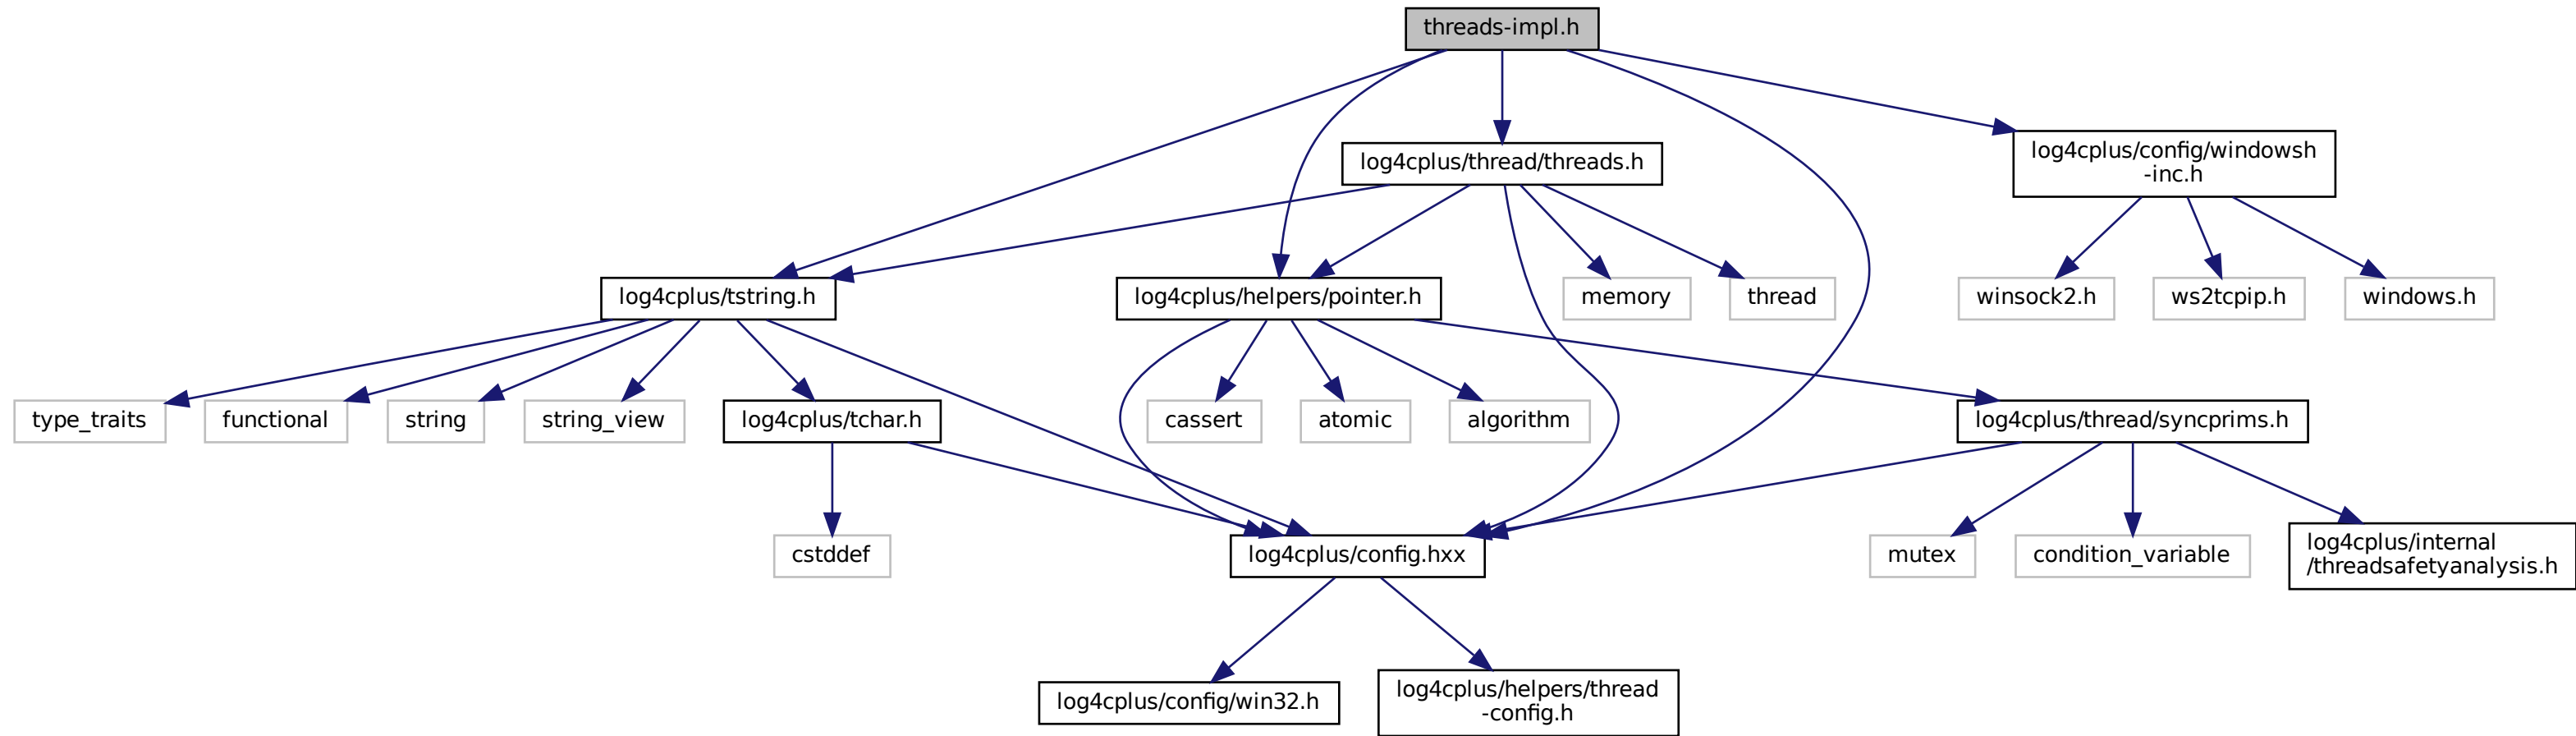 threads-impl.h
log4cplus/config/windowsh
-inc.h
log4cplus/thread/threads.h
log4cplus/tstring.h
log4cplus/helpers/pointer.h
memory
thread
winsock2.h
ws2tcpip.h
windows.h
type_traits
functional
string
string_view
log4cplus/tchar.h
cassert
atomic
algorithm
log4cplus/thread/syncprims.h
cstddef
log4cplus/config.hxx
mutex
condition_variable
log4cplus/internal
/threadsafetyanalysis.h
log4cplus/config/win32.h
log4cplus/helpers/thread
-config.h